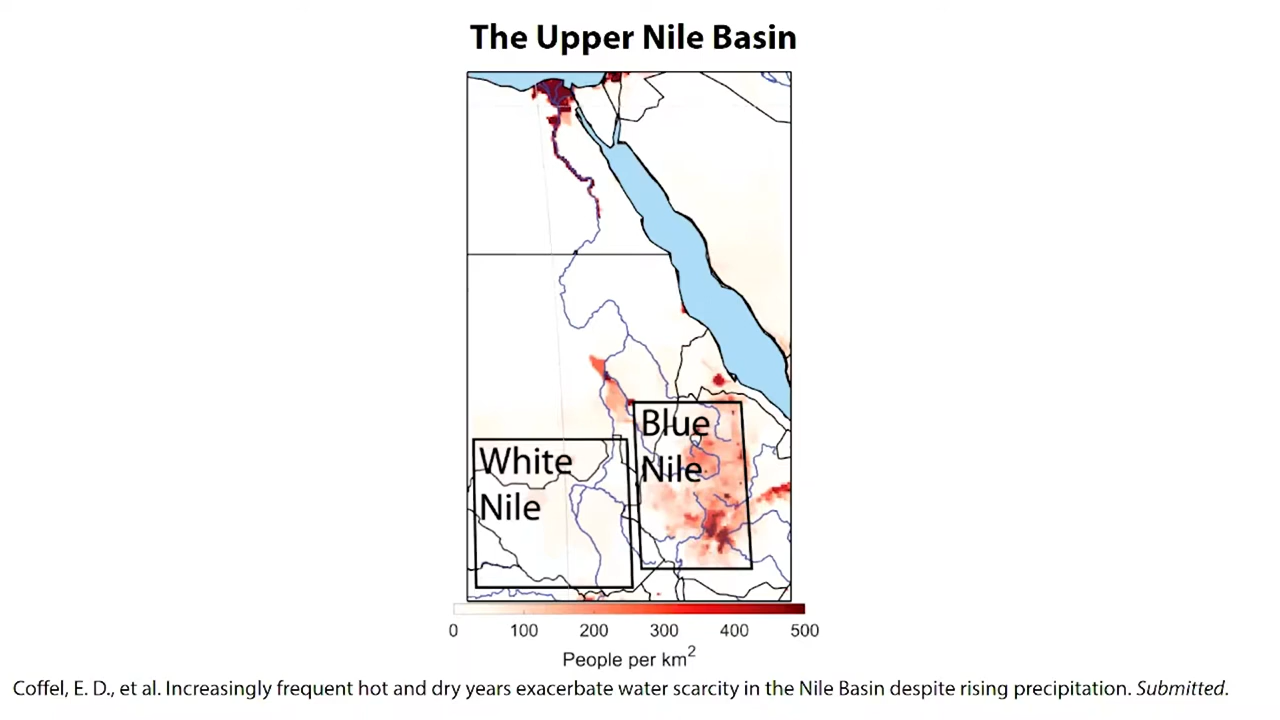 The Upper Nile Basin
Blue
Nile
White
Nile
0 100 200 300 400 500
People per km²
Coffel, E. D., et al. Increasingly frequent hot and dry years exacerbate water scarcity in the Nile Basin despite rising precipitation. Submitted.